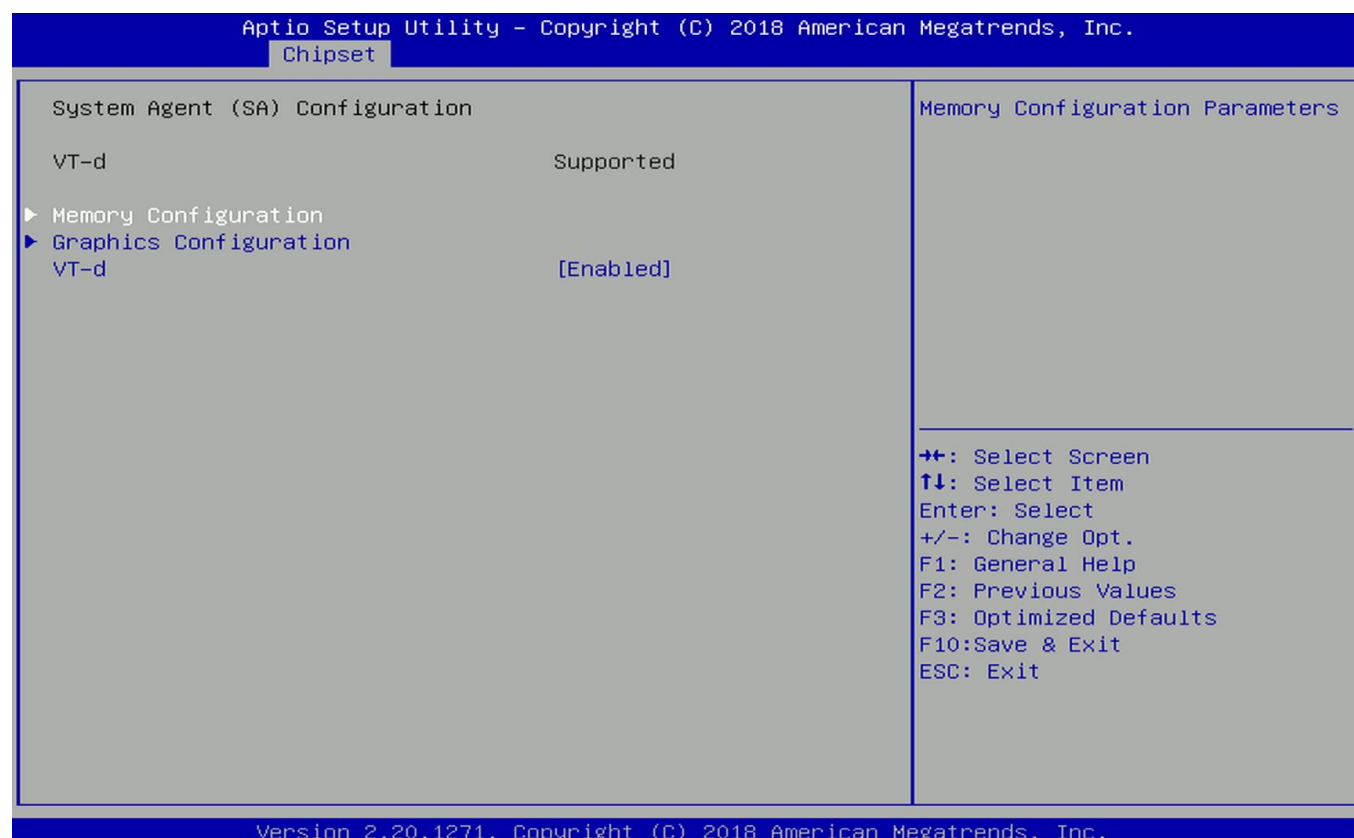 Aptio Setup Utility – Copyright (C) 2018 American Megatrends, Inc.
Chipset
System Agent (SA) Configuration
VT-d Supported
▶ Memory Configuration
▶ Graphics Configuration
VT-d [Enabled]
Memory Configuration Parameters
→←: Select Screen
↑↓: Select Item
Enter: Select
+/-: Change Opt.
F1: General Help
F2: Previous Values
F3: Optimized Defaults
F10:Save & Exit
ESC: Exit
Version 2.20.1271. Copyright (C) 2018 American Megatrends, Inc.